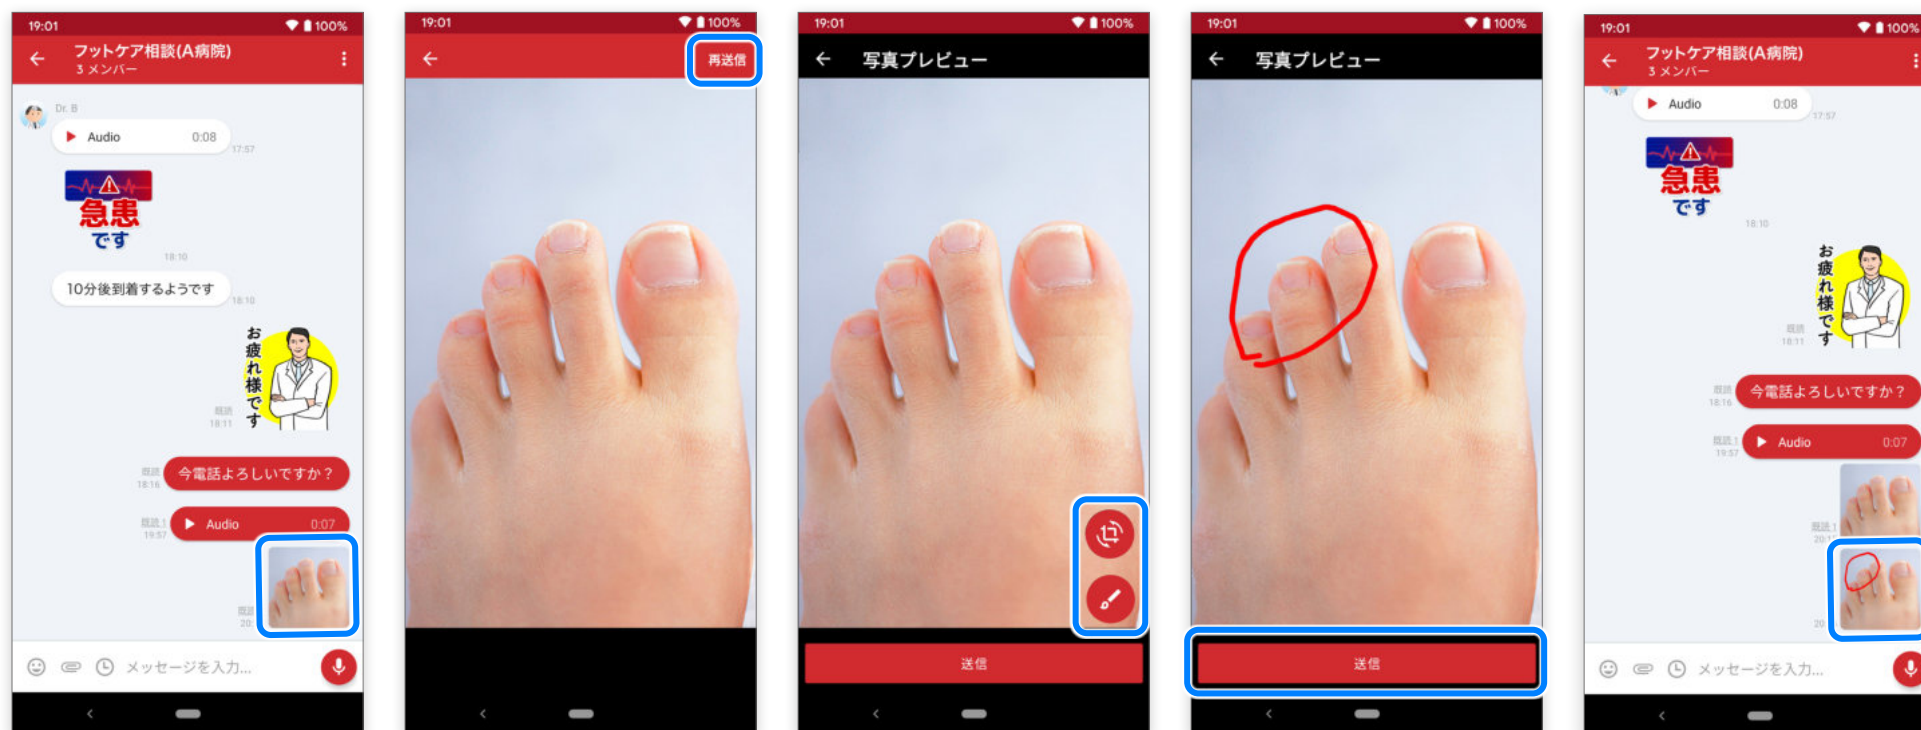 19:01
100%
フットケア相談(A病院)
3 メンバー
Dr. B
Audio
0:08
17:57
急患
です
18:10
10分後到着するようです
18:10
お疲れ様です
既読
18:11
今電話よろしいですか？
既読
18:16
Audio
0:07
既読 1
19:57
既読
20:
メッセージを入力...
19:01
100%
再送信
19:01
100%
写真プレビュー
送信
19:01
100%
写真プレビュー
送信
19:01
100%
フットケア相談(A病院)
3 メンバー
Audio
0:08
17:57
急患
です
18:10
お疲れ様です
既読
18:11
今電話よろしいですか？
既読
18:16
Audio
0:07
既読 1
19:57
既読 1
20:1
20:
メッセージを入力...